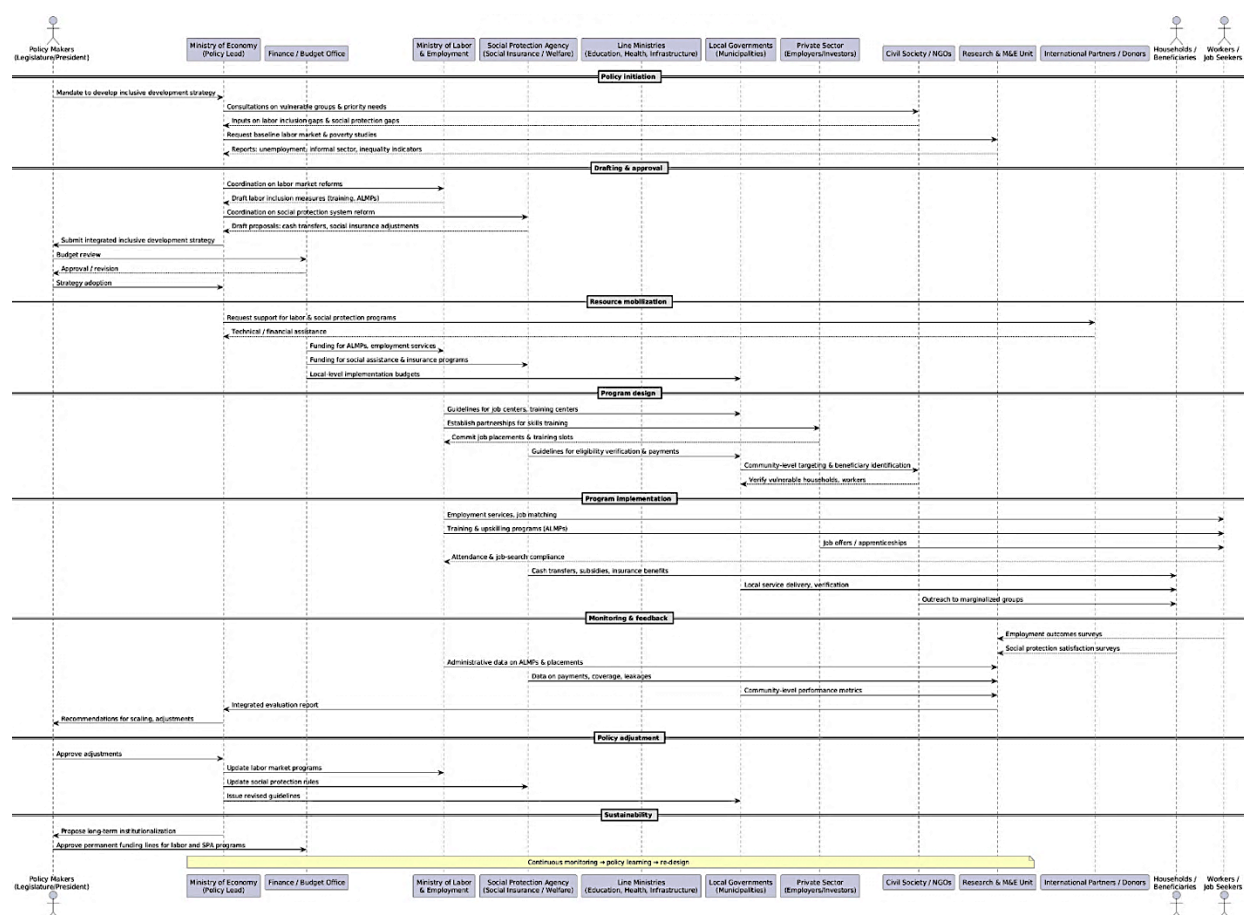 Policy Makers
(Legislature/President)
Ministry of Economy
(Policy Lead)
Finance / Budget Office
Ministry of Labor
& Employment
Social Protection Agency
(Social Insurance / Welfare)
Line Ministries
(Education, Health, Infrastructure)
Local Governments
(Municipalities)
Private Sector
(Employers/Investors)
Civil Society / NGOs
Research & M&E Unit
International Partners / Donors
Households /
Beneficiaries
Workers /
Job Seekers
Policy initiation
Mandate to develop inclusive development strategy
Consultations on vulnerable groups & priority needs
Inputs on labor inclusion gaps & social protection gaps
Request baseline labor market & poverty studies
Reports: unemployment, informal sector, inequality indicators
Drafting & approval
Coordination on labor market reforms
Draft labor inclusion measures (training, ALMPs)
Coordination on social protection system reform
Draft proposals: cash transfers, social insurance adjustments
Submit integrated inclusive development strategy
Budget review
Approval / revision
Strategy adoption
Resource mobilization
Request support for labor & social protection programs
Technical / financial assistance
Funding for ALMPs, employment services
Funding for social assistance & insurance programs
Local-level implementation budgets
Program design
Guidelines for job centers, training centers
Establish partnerships for skills training
Commit job placements & training slots
Guidelines for eligibility verification & payments
Community-level targeting & beneficiary identification
Verify vulnerable households, workers
Program implementation
Employment services, job matching
Training & upskilling programs (ALMPs)
Job offers / apprenticeships
Attendance & job-search compliance
Cash transfers, subsidies, insurance benefits
Local service delivery, verification
Outreach to marginalized groups
Monitoring & feedback
Employment outcomes surveys
Social protection satisfaction surveys
Administrative data on ALMPs & placements
Data on payments, coverage, leakages
Community-level performance metrics
Integrated evaluation report
Recommendations for scaling, adjustments
Policy adjustment
Approve adjustments
Update labor market programs
Update social protection rules
Issue revised guidelines
Sustainability
Propose long-term institutionalization
Approve permanent funding lines for labor and SPA programs
Continuous monitoring → policy learning → re-design
Policy Makers
(Legislature/President)
Ministry of Economy
(Policy Lead)
Finance / Budget Office
Ministry of Labor
& Employment
Social Protection Agency
(Social Insurance / Welfare)
Line Ministries
(Education, Health, Infrastructure)
Local Governments
(Municipalities)
Private Sector
(Employers/Investors)
Civil Society / NGOs
Research & M&E Unit
International Partners / Donors
Households /
Beneficiaries
Workers /
Job Seekers